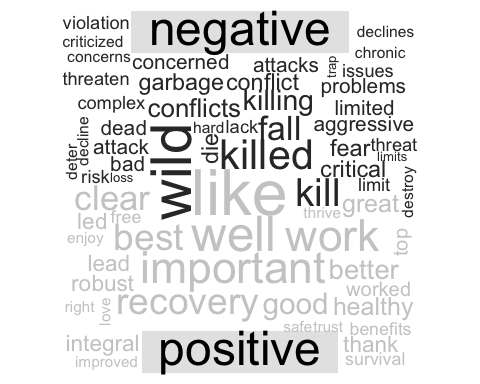 violation
negative
declines
criticized
concerns
concerned
attacks
trap
chronic
issues
threaten
garbage
conflict
problems
complex
conflicts
killing
limited
decline
dead
hard
lack
fall
aggressive
deter
attack
wild
die
killed
fear
threat
limits
bad
critical
risk
loss
like
kill
limit
destroy
clear
thrive
great
led
free
enjoy
best
well
work
top
lead
important
better
robust
worked
right
love
recovery
good
healthy
safe
trust
benefits
integral
positive
thank
improved
survival